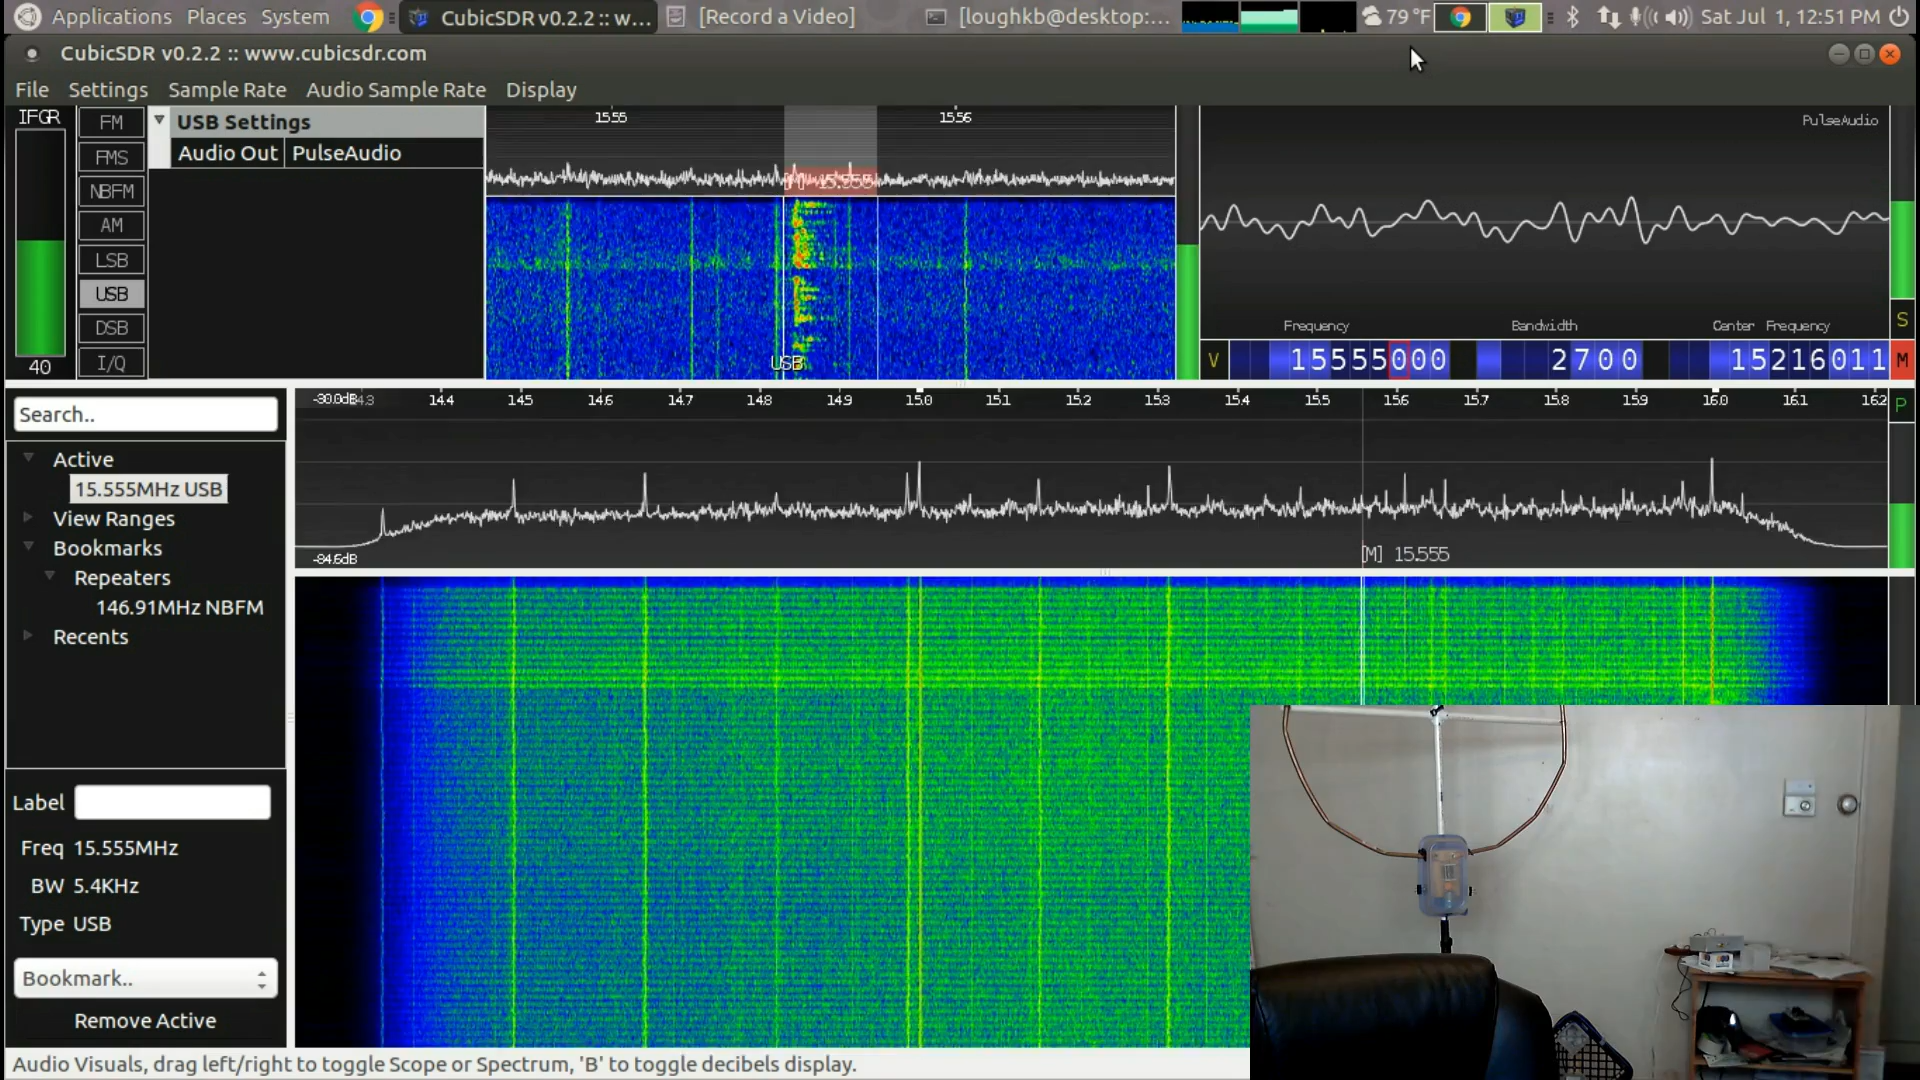 Applications Places System CubicSDR v0.2.2 :: w... [Record a Video] [loughkb@desktop:... 79 °F Sat Jul 1, 12:51 PM
CubicSDR v0.2.2 :: www.cubicsdr.com
File Settings Sample Rate Audio Sample Rate Display
IFGR
FM
FMS
NBFM
AM
LSB
USB
DSB
I/Q
40
USB Settings
Audio Out PulseAudio
15.55 15.56
[M] 15.555
USB
PulseAudio
Frequency Bandwidth Center Frequency
V 15555000 2700 15216011 M
S
P
Search..
Active
15.555MHz USB
View Ranges
Bookmarks
Repeaters
146.91MHz NBFM
Recents
Label
Freq 15.555MHz
BW 5.4KHz
Type USB
Bookmark..
Remove Active
-30.0dB 14.4 14.5 14.6 14.7 14.8 14.9 15.0 15.1 15.2 15.3 15.4 15.5 15.6 15.7 15.8 15.9 16.0 16.1 16.2
-84.6dB
[M] 15.555
Audio Visuals, drag left/right to toggle Scope or Spectrum, 'B' to toggle decibels display.